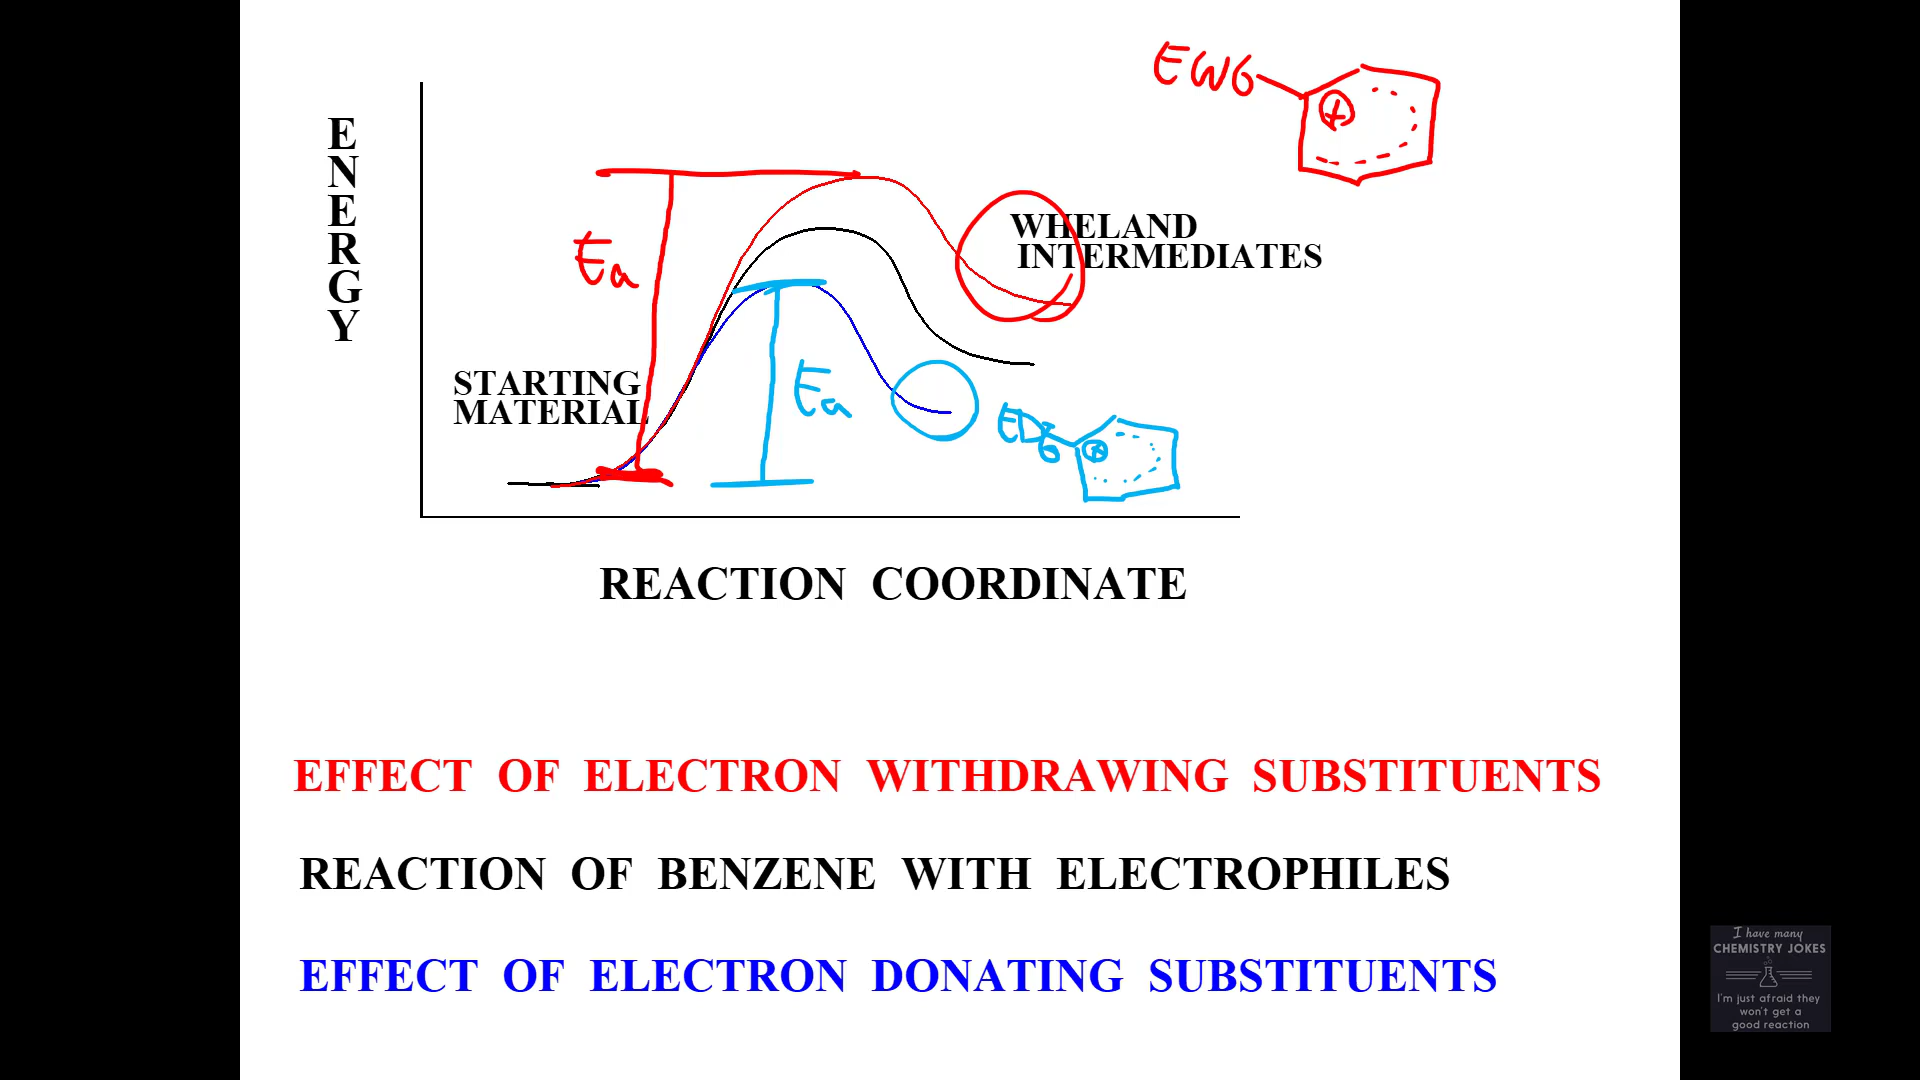 EWG
ENERGY
WHELAND
INTERMEDIATES
Ea
STARTING
MATERIAL
Ea
EDG
REACTION COORDINATE
EFFECT OF ELECTRON WITHDRAWING SUBSTITUENTS
REACTION OF BENZENE WITH ELECTROPHILES
EFFECT OF ELECTRON DONATING SUBSTITUENTS
I have many
CHEMISTRY JOKES
I'm just afraid they
won't get a
good reaction